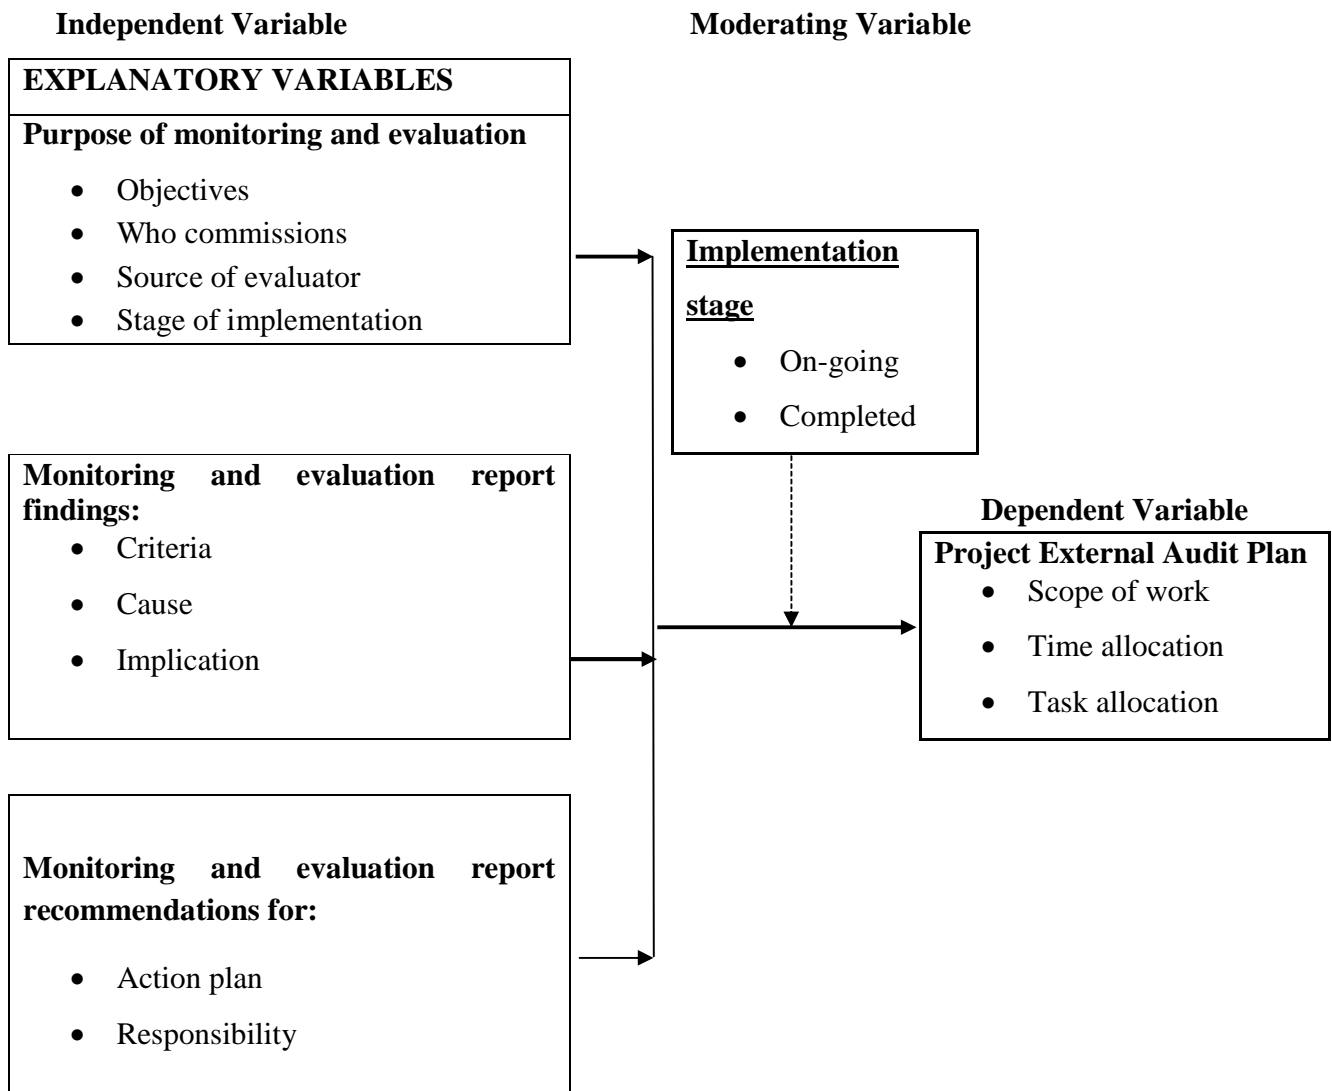 Independent Variable
Moderating Variable
EXPLANATORY VARIABLES
Purpose of monitoring and evaluation
• Objectives
• Who commissions
• Source of evaluator
• Stage of implementation
Implementation
stage
• On-going
• Completed
Monitoring and evaluation report
findings:
• Criteria
• Cause
• Implication
Dependent Variable
Project External Audit Plan
• Scope of work
• Time allocation
• Task allocation
Monitoring and evaluation report
recommendations for:
• Action plan
• Responsibility